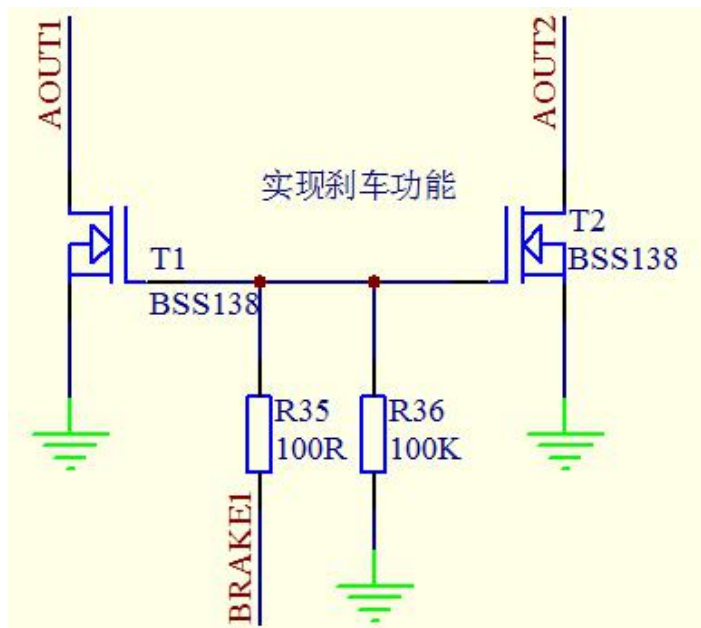 AOUT1
AOUT2
实现刹车功能
T1
BSS138
T2
BSS138
R35
100R
R36
100K
BRAKE1